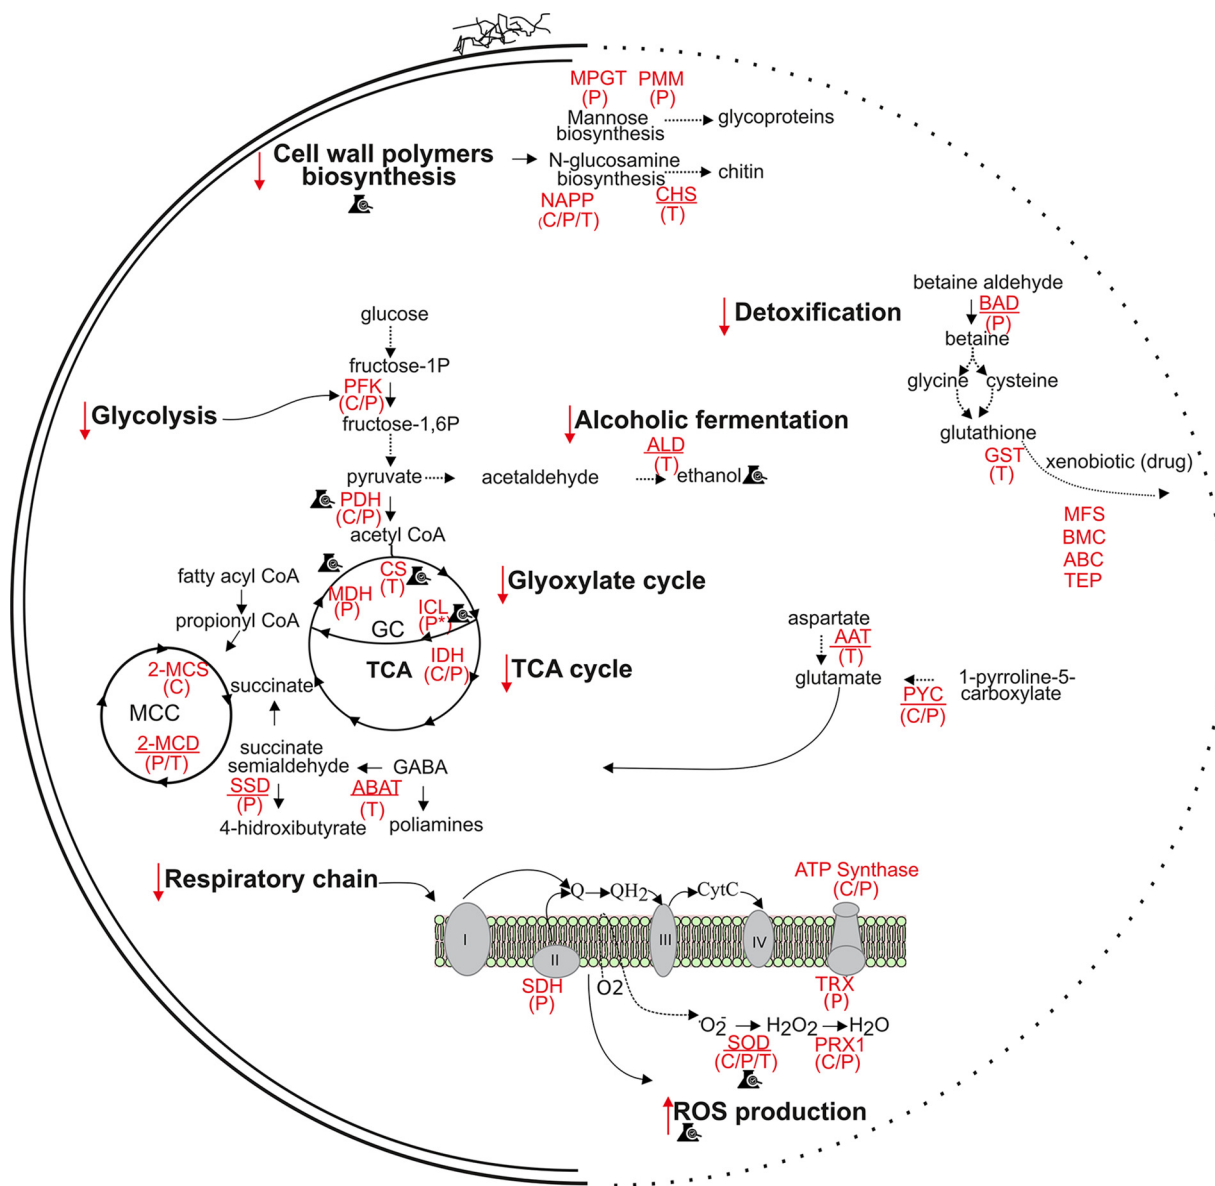 MPGT PMM
(P) (P)
Mannose
biosynthesis
glycoproteins
Cell wall polymers
biosynthesis
N-glucosamine
biosynthesis
chitin
NAPP
(C/P/T)
CHS
(T)
betaine aldehyde
BAD
(P)
betaine
Detoxification
glycine cysteine
glutathione
GST
(T)
xenobiotic (drug)
MFS
BMC
ABC
TEP
glucose
fructose-1P
PFK
(C/P)
Glycolysis
fructose-1,6P
Alcoholic fermentation
ALD
(T)
pyruvate
acetaldehyde
ethanol
PDH
(C/P)
acetyl CoA
fatty acyl CoA
propionyl CoA
CS
(T)
MDH
(P)
ICL
(P*)
GC
Glyoxylate cycle
IDH
(C/P)
TCA
TCA cycle
2-MCS
(C)
MCC
2-MCD
(P/T)
succinate
succinate
semialdehyde
GABA
SSD
(P)
ABAT
(T)
4-hidroxibutyrate
poliamines
aspartate
AAT
(T)
glutamate
PYC
(C/P)
1-pyrroline-5-
carboxylate
Respiratory chain
Q QH2 CytC
ATP Synthase
(C/P)
I II III IV
SDH
(P)
O2
TRX
(P)
O2- H2O2 H2O
SOD
(C/P/T)
PRX1
(C/P)
ROS production